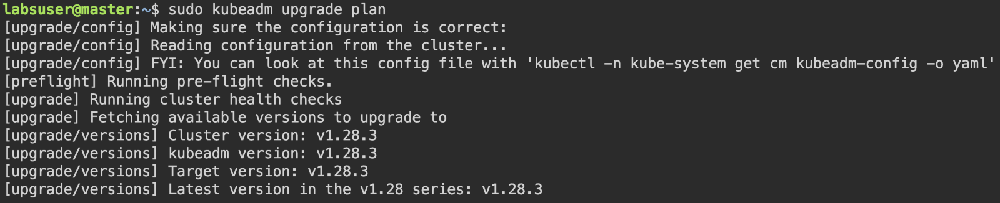 labsuser@master:~$ sudo kubeadm upgrade plan
[upgrade/config] Making sure the configuration is correct:
[upgrade/config] Reading configuration from the cluster...
[upgrade/config] FYI: You can look at this config file with 'kubectl -n kube-system get cm kubeadm-config -o yaml'
[preflight] Running pre-flight checks.
[upgrade] Running cluster health checks
[upgrade] Fetching available versions to upgrade to
[upgrade/versions] Cluster version: v1.28.3
[upgrade/versions] kubeadm version: v1.28.3
[upgrade/versions] Target version: v1.28.3
[upgrade/versions] Latest version in the v1.28 series: v1.28.3